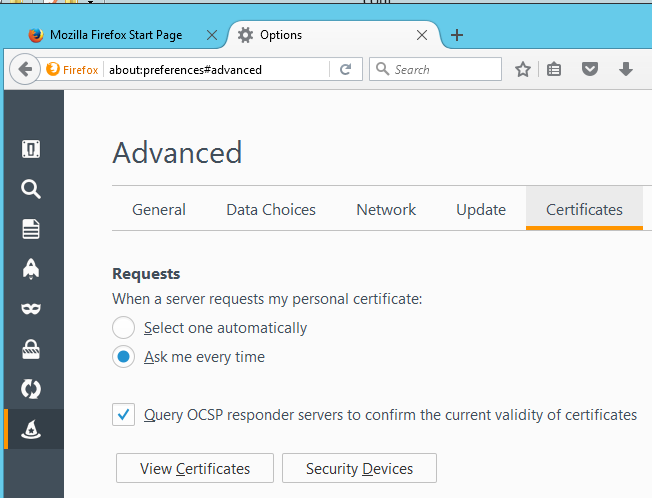 Mozilla Firefox Start Page
Options
Firefox
about:preferences#advanced
Search
Advanced
General
Data Choices
Network
Update
Certificates
Requests
When a server requests my personal certificate:
Select one automatically
Ask me every time
Query OCSP responder servers to confirm the current validity of certificates
View Certificates
Security Devices